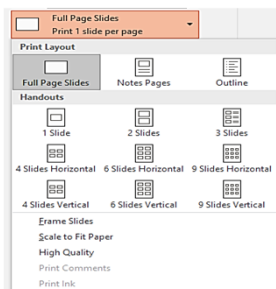 Full Page Slides
Print 1 slide per page
Print Layout
Full Page Slides Notes Pages Outline
Handouts
1 Slide 2 Slides 3 Slides
4 Slides Horizontal 6 Slides Horizontal 9 Slides Horizontal
4 Slides Vertical 6 Slides Vertical 9 Slides Vertical
Frame Slides
Scale to Fit Paper
High Quality
Print Comments
Print Ink